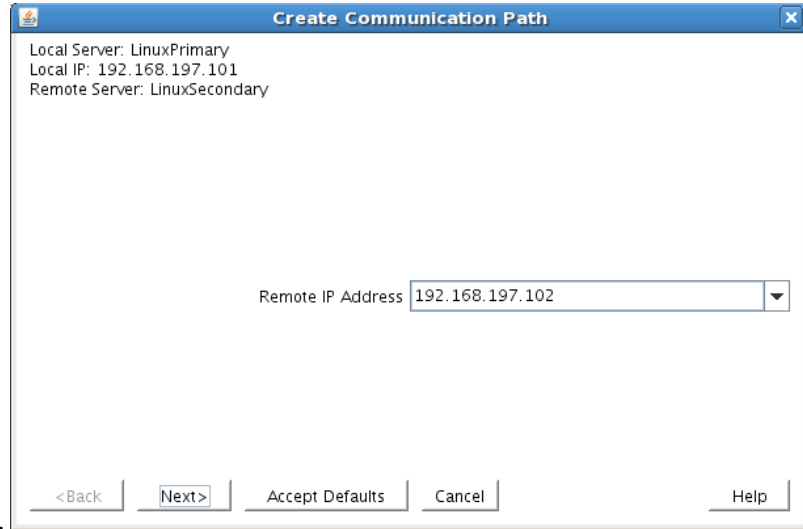 Create Communication Path
Local Server: LinuxPrimary
Local IP: 192.168.197.101
Remote Server: LinuxSecondary
Remote IP Address 192.168.197.102
<Back Next> Accept Defaults Cancel Help